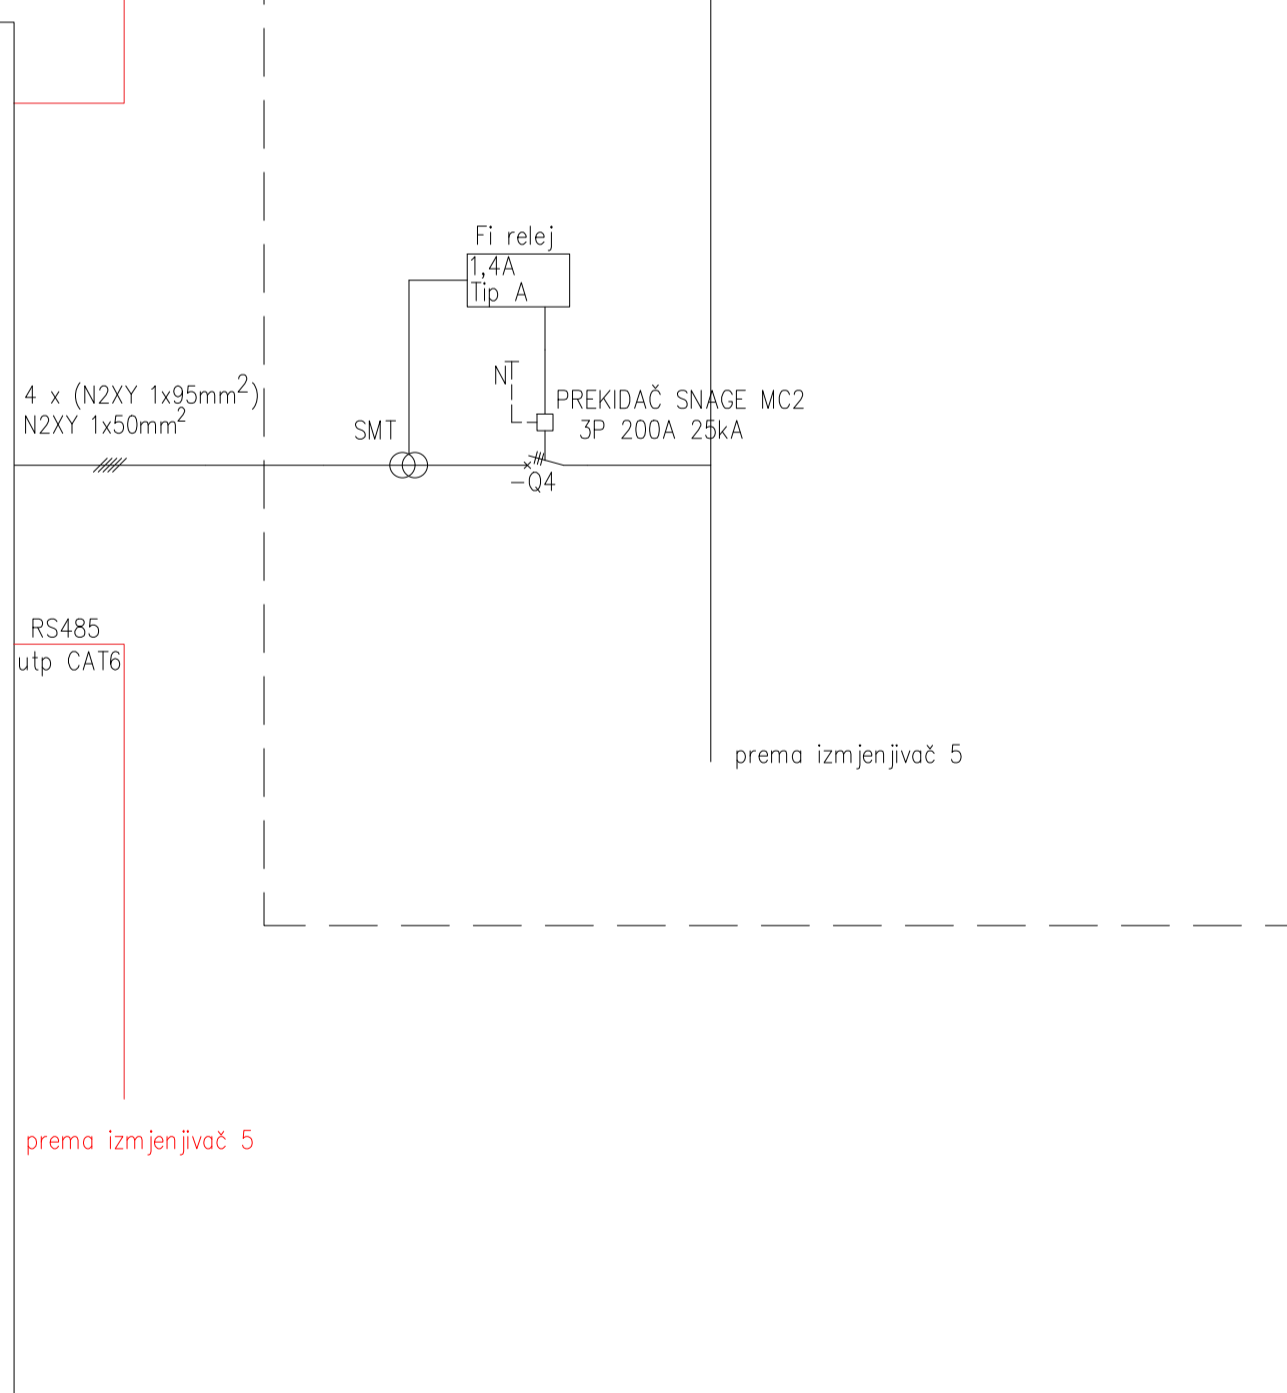 Fi relej
1,4A
Tip A
NT
4 x (N2XY 1x95mm²)
N2XY 1x50mm²
PREKIDAČ SNAGE MC2
3P 200A 25kA
SMT
-Q4
RS485
utp CAT6
prema izmjenjivač 5
prema izmjenjivač 5